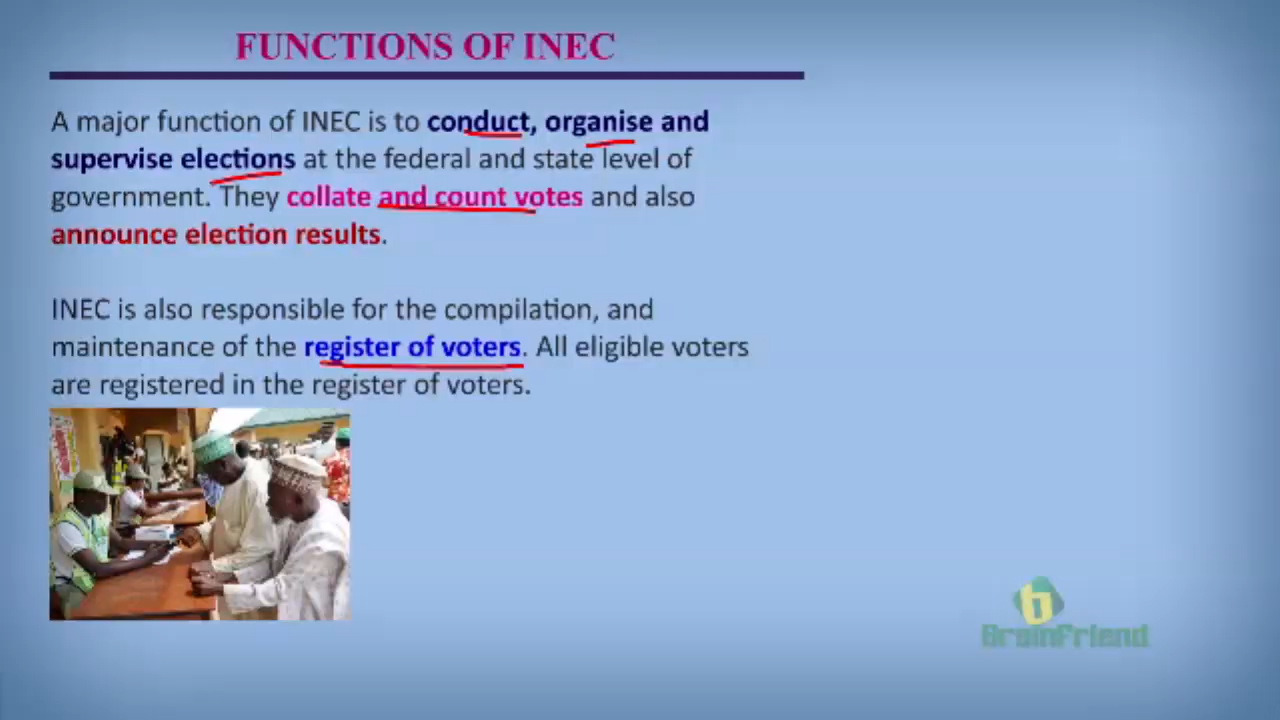 FUNCTIONS OF INEC
A major function of INEC is to conduct, organise and
supervise elections at the federal and state level of
government. They collate and count votes and also
announce election results.
INEC is also responsible for the compilation, and
maintenance of the register of voters. All eligible voters
are registered in the register of voters.
b
BrainFriend